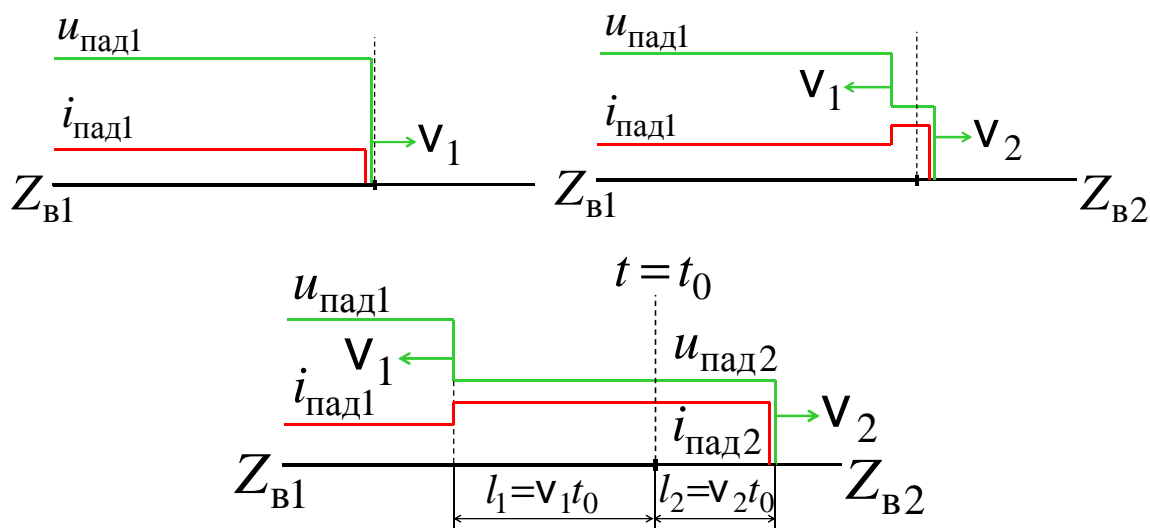 u пад1
i пад1
v 1
Z в1
u пад1
v 1
i пад1
v 2
Z в1
Z в2
t = t 0
u пад1
v 1
u пад2
i пад1
v 2
i пад2
Z в1
l 1 = v 1 t 0
l 2 = v 2 t 0
Z в2